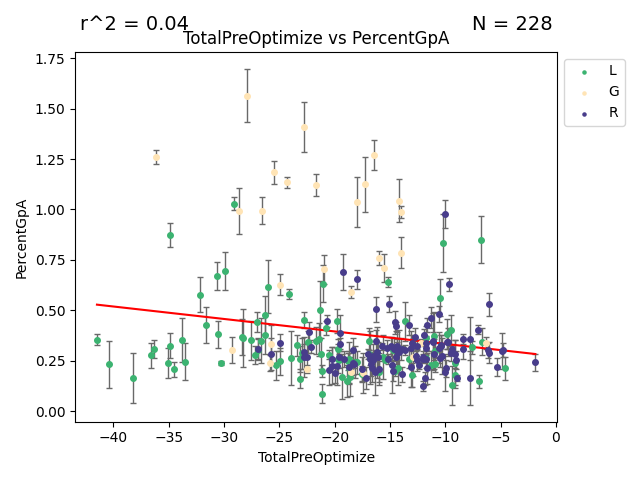 r^2 = 0.04
N = 228
TotalPreOptimize vs PercentGpA
1.75
1.50
1.25
1.00
0.75
0.50
0.25
0.00
PercentGpA
−40
−35
−30
−25
−20
−15
−10
−5
0
TotalPreOptimize
L
G
R